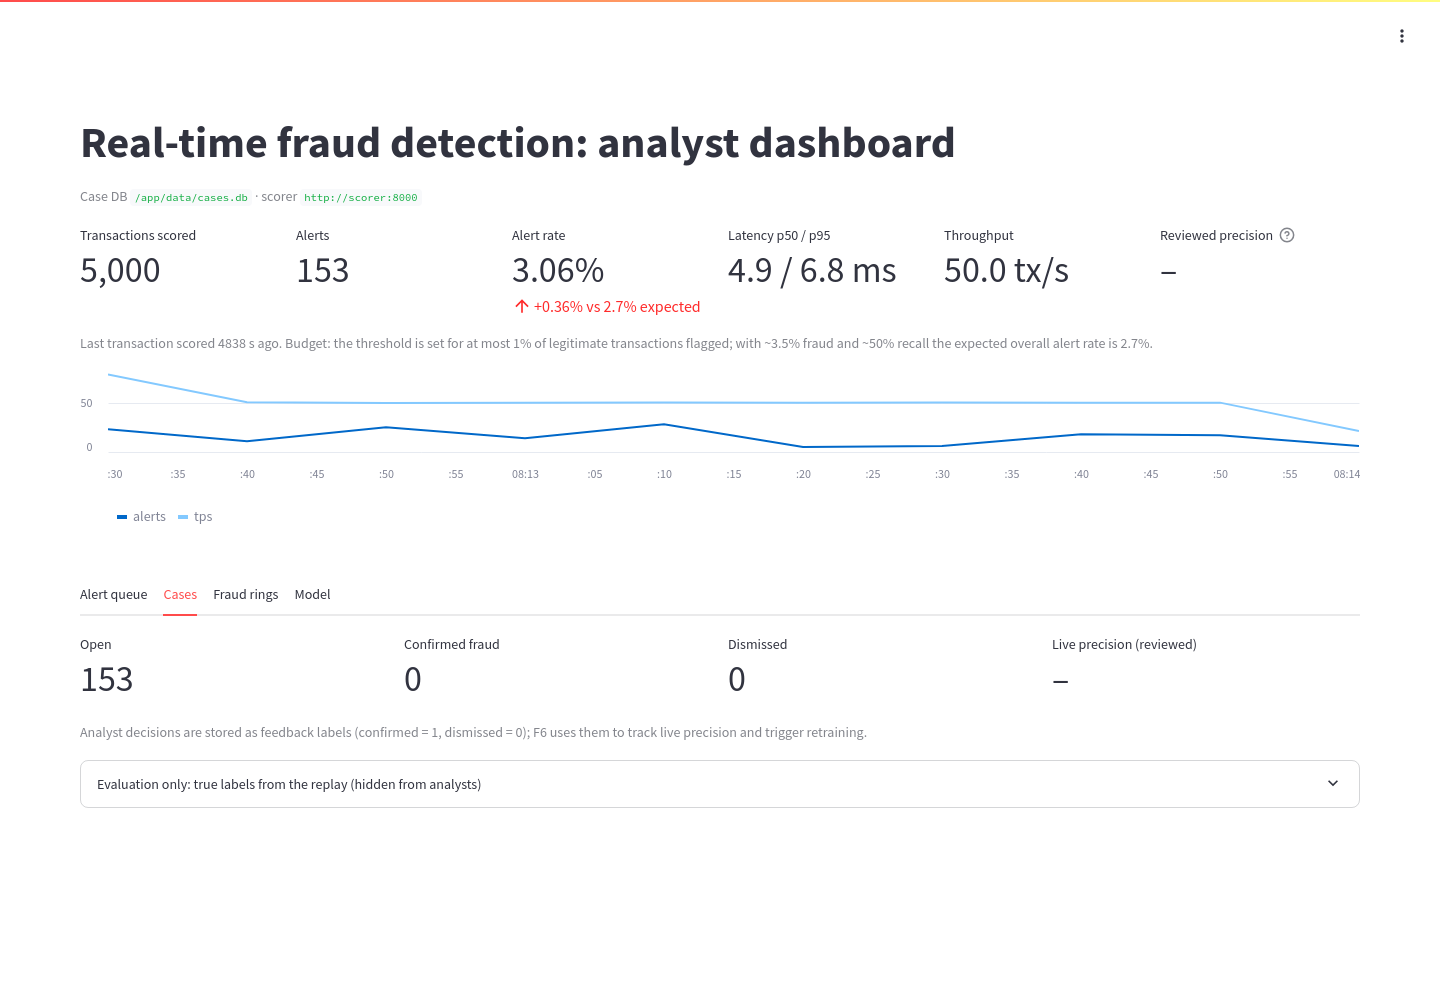 Real-time fraud detection: analyst dashboard
Case DB /app/data/cases.db · scorer http://scorer:8000
Transactions scored Alerts Alert rate Latency p50 / p95 Throughput Reviewed precision
5,000 153 3.06% 4.9 / 6.8 ms 50.0 tx/s –
+0.36% vs 2.7% expected
Last transaction scored 4838 s ago. Budget: the threshold is set for at most 1% of legitimate transactions flagged; with ~3.5% fraud and ~50% recall the expected overall alert rate is 2.7%.
50
0
:30 :35 :40 :45 :50 :55 08:13 :05 :10 :15 :20 :25 :30 :35 :40 :45 :50 :55 08:14
alerts tps
Alert queue Cases Fraud rings Model
Open Confirmed fraud Dismissed Live precision (reviewed)
153 0 0 –
Analyst decisions are stored as feedback labels (confirmed = 1, dismissed = 0); F6 uses them to track live precision and trigger retraining.
Evaluation only: true labels from the replay (hidden from analysts)